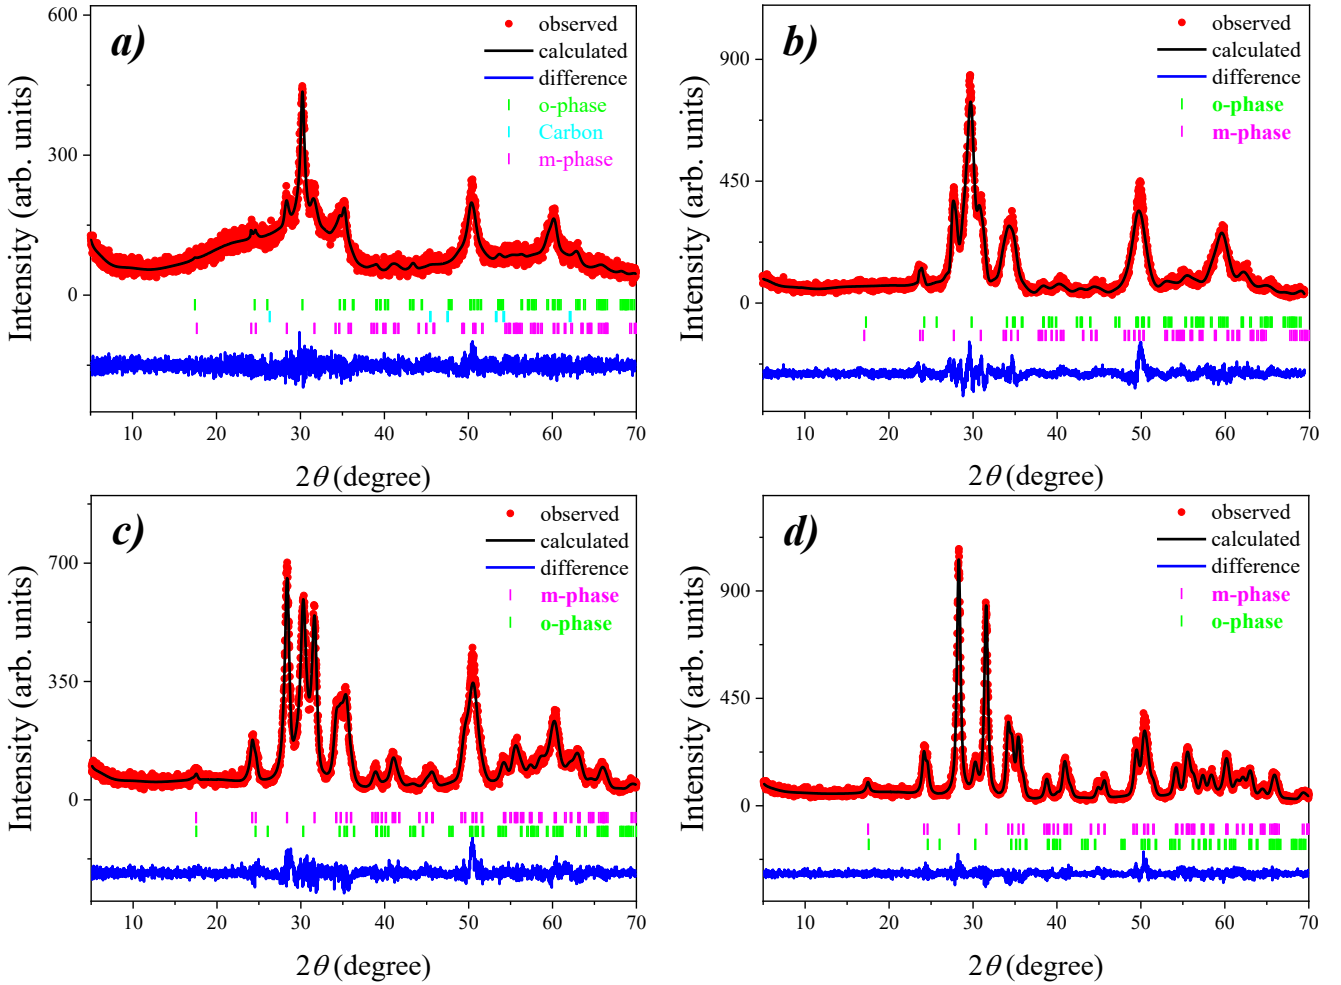 a)
observed
calculated
difference
o-phase
Carbon
m-phase
600
300
0
Intensity (arb. units)
10 20 30 40 50 60 70
2θ (degree)
b)
observed
calculated
difference
o-phase
m-phase
900
450
0
Intensity (arb. units)
10 20 30 40 50 60 70
2θ (degree)
c)
observed
calculated
difference
m-phase
o-phase
700
350
0
Intensity (arb. units)
10 20 30 40 50 60 70
2θ (degree)
d)
observed
calculated
difference
m-phase
o-phase
900
450
0
Intensity (arb. units)
10 20 30 40 50 60 70
2θ (degree)